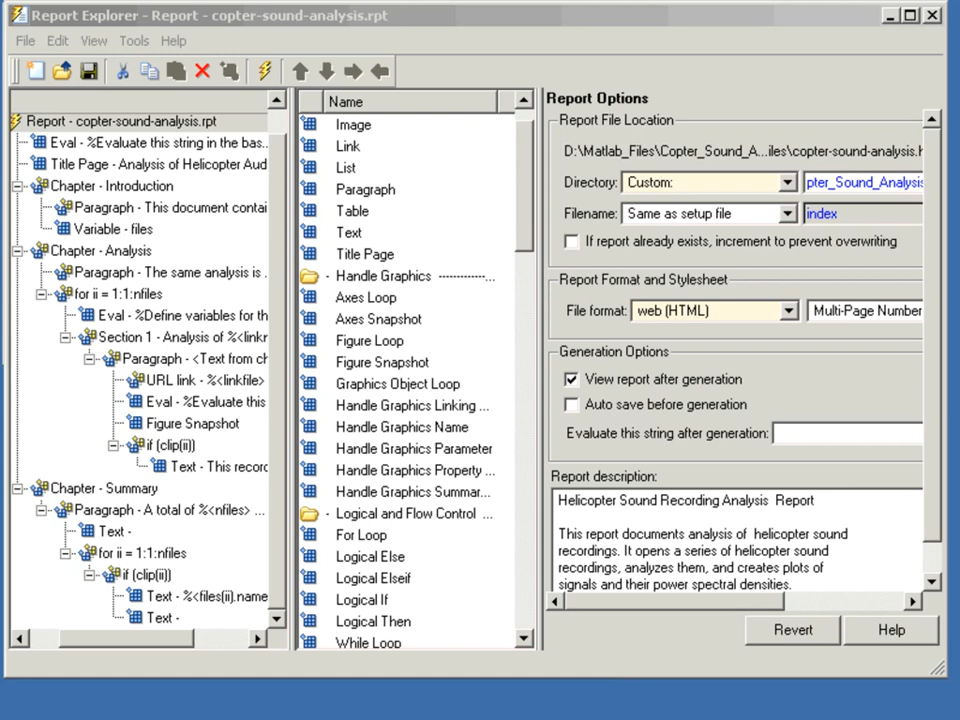 Report Explorer - Report - copter-sound-analysis.rpt
File Edit View Tools Help
Report - copter-sound-analysis.rpt
Eval - %Evaluate this string in the bas..
Title Page - Analysis of Helicopter Aud
Chapter - Introduction
Paragraph - This document contai
Variable - files
Chapter - Analysis
Paragraph - The same analysis is .
for ii = 1:1:nfiles
Eval - %Define variables for th
Section 1 - Analysis of %<linkr
Paragraph - <Text from ch
URL link - %<linkfile>
Eval - %Evaluate this
Figure Snapshot
if (clip(ii))
Text - This recorc
Chapter - Summary
Paragraph - A total of %<nfiles> ...
Text -
for ii = 1:1:nfiles
if (clip(ii))
Text - %<files(ii).name
Text -
Name
Image
Link
List
Paragraph
Table
Text
Title Page
- Handle Graphics ------------...
Axes Loop
Axes Snapshot
Figure Loop
Figure Snapshot
Graphics Object Loop
Handle Graphics Linking ...
Handle Graphics Name
Handle Graphics Parameter
Handle Graphics Property ...
Handle Graphics Summar...
- Logical and Flow Control ...
For Loop
Logical Else
Logical Elseif
Logical If
Logical Then
While Loop
Report Options
Report File Location
D:\Matlab_Files\Copter_Sound_A...iles\copter-sound-analysis.h
Directory: Custom: pter_Sound_Analysis
Filename: Same as setup file index
If report already exists, increment to prevent overwriting
Report Format and Stylesheet
File format: web (HTML) Multi-Page Number
Generation Options
View report after generation
Auto save before generation
Evaluate this string after generation:
Report description:
Helicopter Sound Recording Analysis Report
This report documents analysis of helicopter sound
recordings. It opens a series of helicopter sound
recordings, analyzes them, and creates plots of
signals and their power spectral densities.
Revert Help